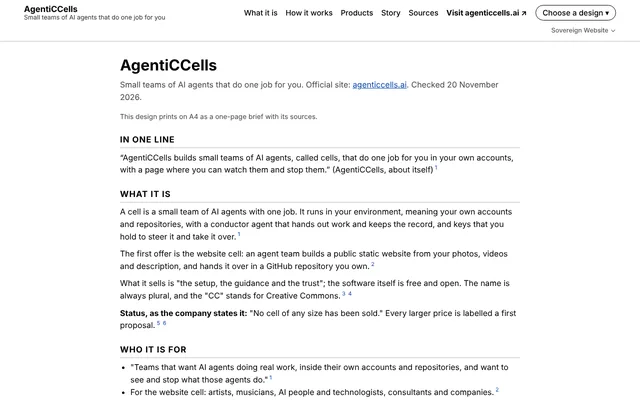 AgentiCCells
Small teams of AI agents that do one job for you
What it is How it works Products Story Sources Visit agenticcells.ai ↗ Choose a design ▾
Sovereign Website
AgentiCCells
Small teams of AI agents that do one job for you. Official site: agenticcells.ai. Checked 20 November
2026.
This design prints on A4 as a one-page brief with its sources.
IN ONE LINE
“AgentiCCells builds small teams of AI agents, called cells, that do one job for you in your own accounts,
with a page where you can watch them and stop them.” (AgentiCCells, about itself) 1
WHAT IT IS
A cell is a small team of AI agents with one job. It runs in your environment, meaning your own accounts
and repositories, with a conductor agent that hands out work and keeps the record, and keys that you
hold to steer it and take it over. 1
The first offer is the website cell: an agent team builds a public static website from your photos, videos
and description, and hands it over in a GitHub repository you own. 2
What it sells is "the setup, the guidance and the trust"; the software itself is free and open. The name is
always plural, and the "CC" stands for Creative Commons. 3 4
Status, as the company states it: "No cell of any size has been sold." Every larger price is labelled a first
proposal. 5 6
WHO IT IS FOR
• "Teams that want AI agents doing real work, inside their own accounts and repositories, and want to
see and stop what those agents do." 1
• For the website cell: artists, musicians, AI people and technologists, consultants and companies. 2